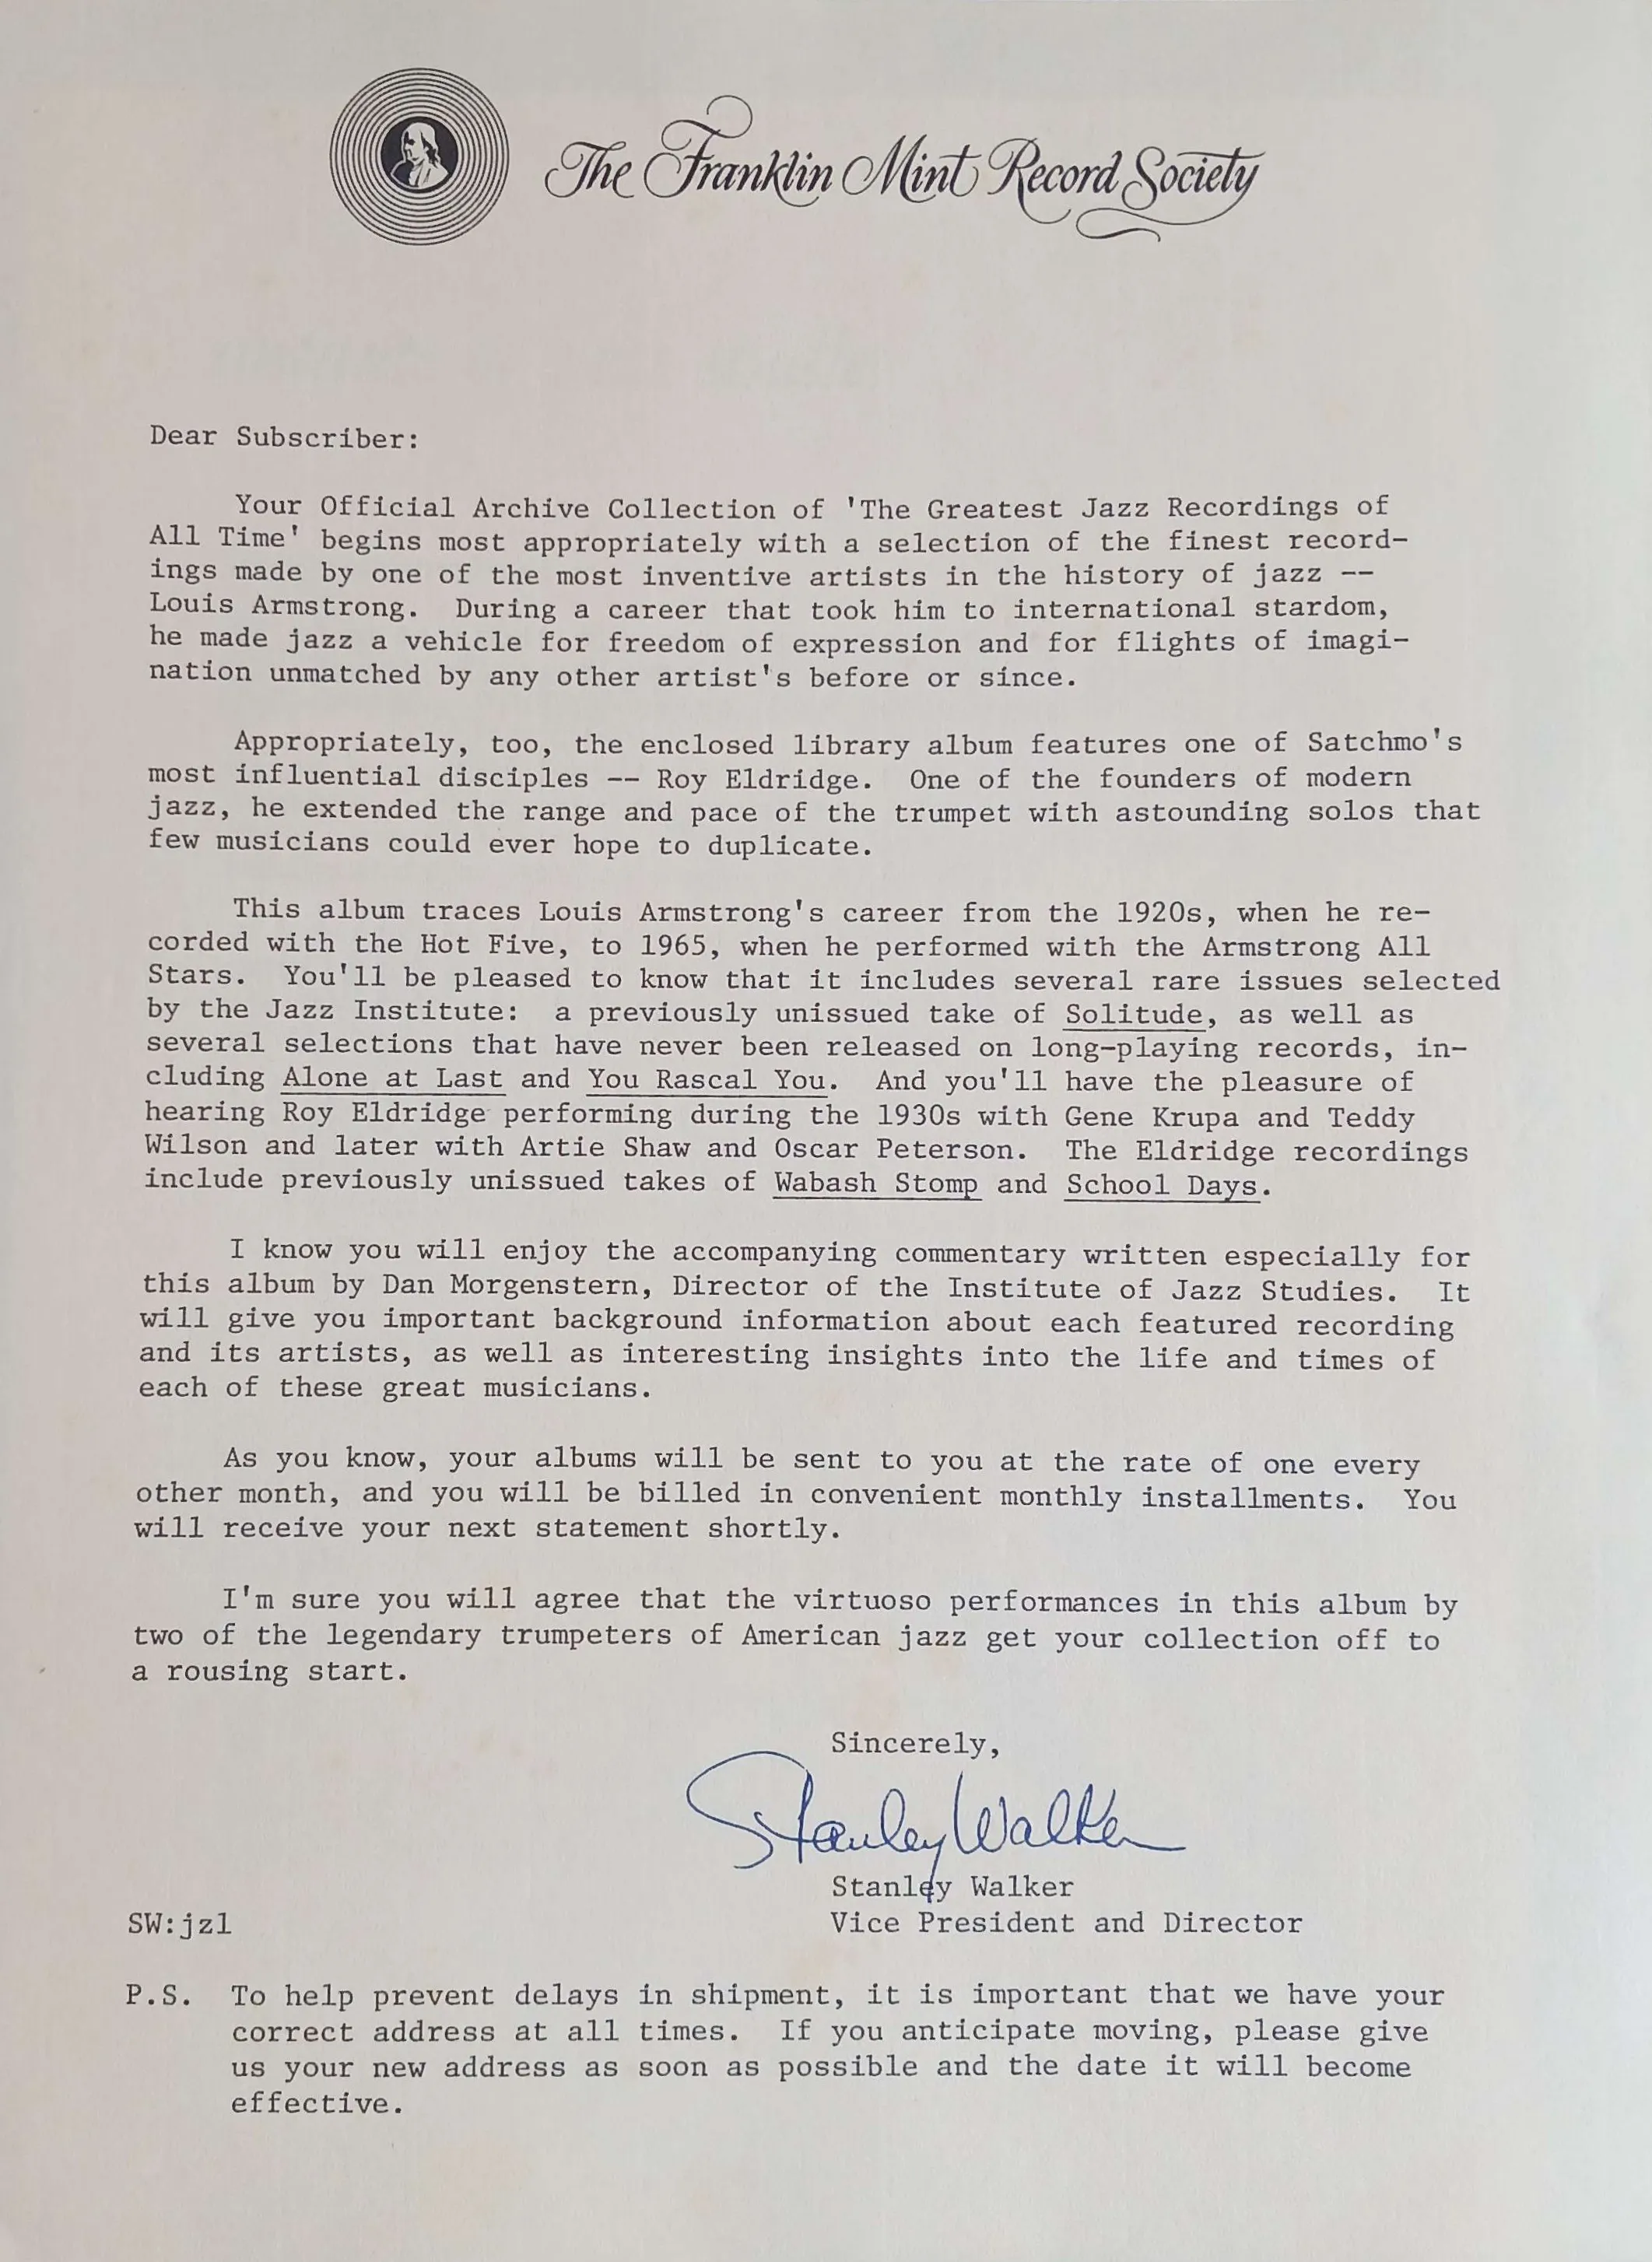 The Franklin Mint Record Society
Dear Subscriber:
Your Official Archive Collection of 'The Greatest Jazz Recordings of
All Time' begins most appropriately with a selection of the finest record-
ings made by one of the most inventive artists in the history of jazz --
Louis Armstrong. During a career that took him to international stardom,
he made jazz a vehicle for freedom of expression and for flights of imagi-
nation unmatched by any other artist's before or since.
Appropriately, too, the enclosed library album features one of Satchmo's
most influential disciples -- Roy Eldridge. One of the founders of modern
jazz, he extended the range and pace of the trumpet with astounding solos that
few musicians could ever hope to duplicate.
This album traces Louis Armstrong's career from the 1920s, when he re-
corded with the Hot Five, to 1965, when he performed with the Armstrong All
Stars. You'll be pleased to know that it includes several rare issues selected
by the Jazz Institute: a previously unissued take of Solitude, as well as
several selections that have never been released on long-playing records, in-
cluding Alone at Last and You Rascal You. And you'll have the pleasure of
hearing Roy Eldridge performing during the 1930s with Gene Krupa and Teddy
Wilson and later with Artie Shaw and Oscar Peterson. The Eldridge recordings
include previously unissued takes of Wabash Stomp and School Days.
I know you will enjoy the accompanying commentary written especially for
this album by Dan Morgenstern, Director of the Institute of Jazz Studies. It
will give you important background information about each featured recording
and its artists, as well as interesting insights into the life and times of
each of these great musicians.
As you know, your albums will be sent to you at the rate of one every
other month, and you will be billed in convenient monthly installments. You
will receive your next statement shortly.
I'm sure you will agree that the virtuoso performances in this album by
two of the legendary trumpeters of American jazz get your collection off to
a rousing start.
Sincerely,
Stanley Walker
Stanley Walker
SW:jzl Vice President and Director
P.S. To help prevent delays in shipment, it is important that we have your
correct address at all times. If you anticipate moving, please give
us your new address as soon as possible and the date it will become
effective.